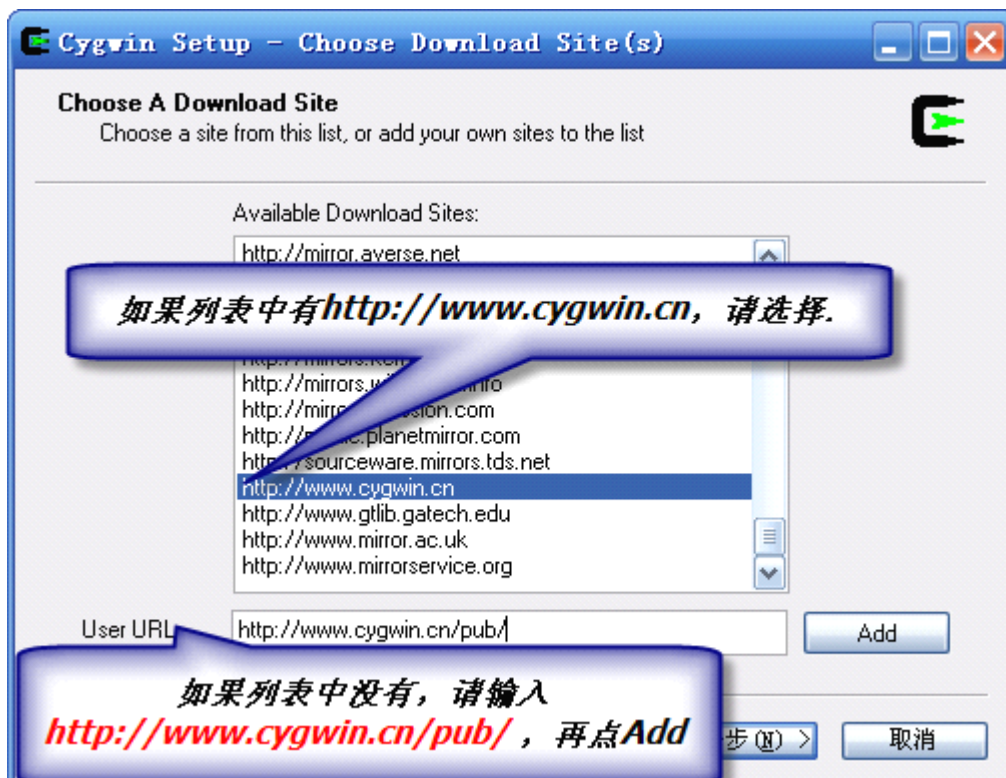 Cygwin Setup - Choose Download Site(s)
Choose A Download Site
Choose a site from this list, or add your own sites to the list
Available Download Sites:
http://mirror.averse.net
如果列表中有http://www.cygwin.cn，请选择.
http://sourceware.mirrors.tds.net
http://www.cygwin.cn
http://www.gtlib.gatech.edu
http://www.mirror.ac.uk
http://www.mirrorservice.org
User URL
http://www.cygwin.cn/pub/
Add
如果列表中没有，请输入
http://www.cygwin.cn/pub/ ，再点Add
步(N) >
取消